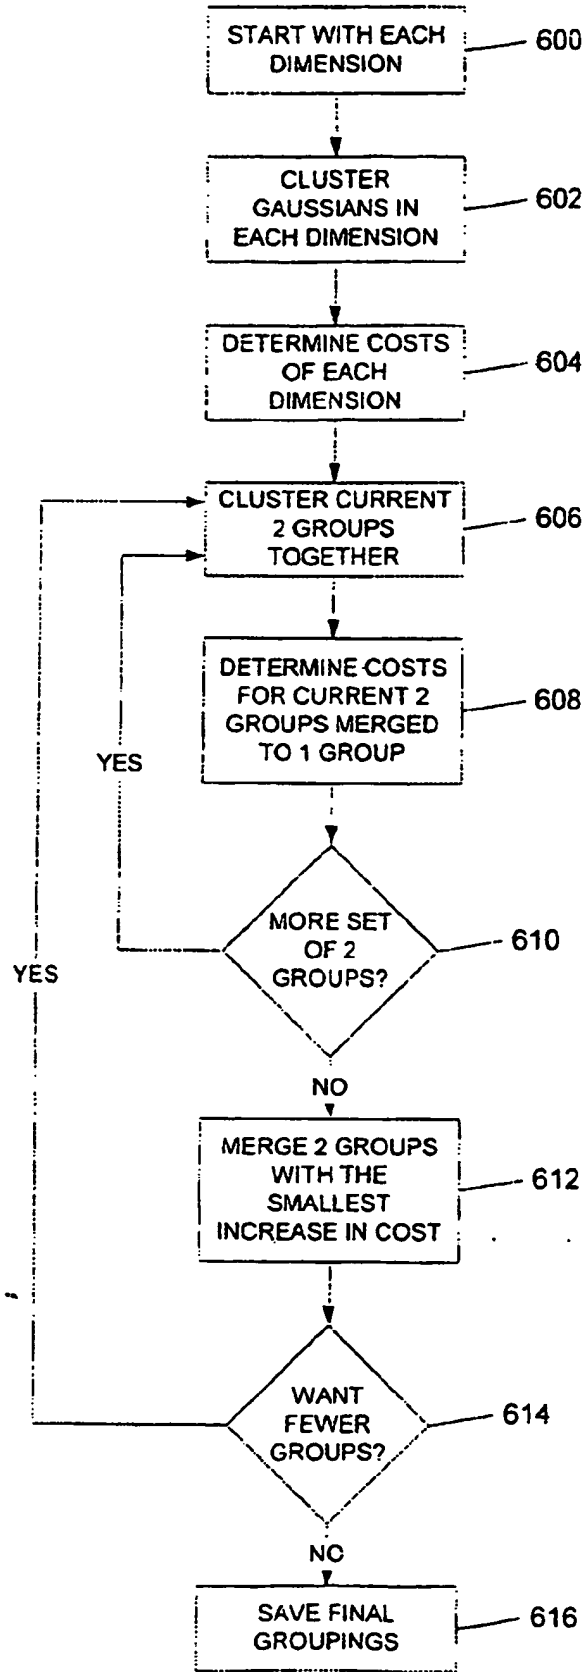 START WITH EACH
DIMENSION
600
CLUSTER
GAUSSIANS IN
EACH DIMENSION
602
DETERMINE COSTS
OF EACH
DIMENSION
604
CLUSTER CURRENT
2 GROUPS
TOGETHER
606
DETERMINE COSTS
FOR CURRENT 2
GROUPS MERGED
TO 1 GROUP
608
YES
MORE SET
OF 2
GROUPS?
610
YES
NO
MERGE 2 GROUPS
WITH THE
SMALLEST
INCREASE IN COST
612
WANT
FEWER
GROUPS?
614
NO
SAVE FINAL
GROUPINGS
616